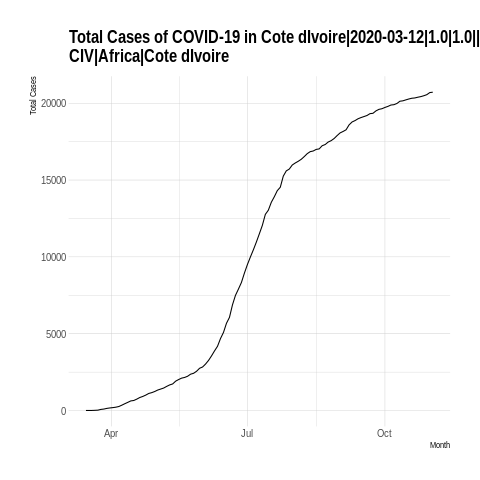 Total Cases of COVID-19 in Cote dIvoire|2020-03-12|1.0|1.0||
CIV|Africa|Cote dIvoire
Total Cases
20000
15000
10000
5000
0
Apr
Jul
Oct
Month